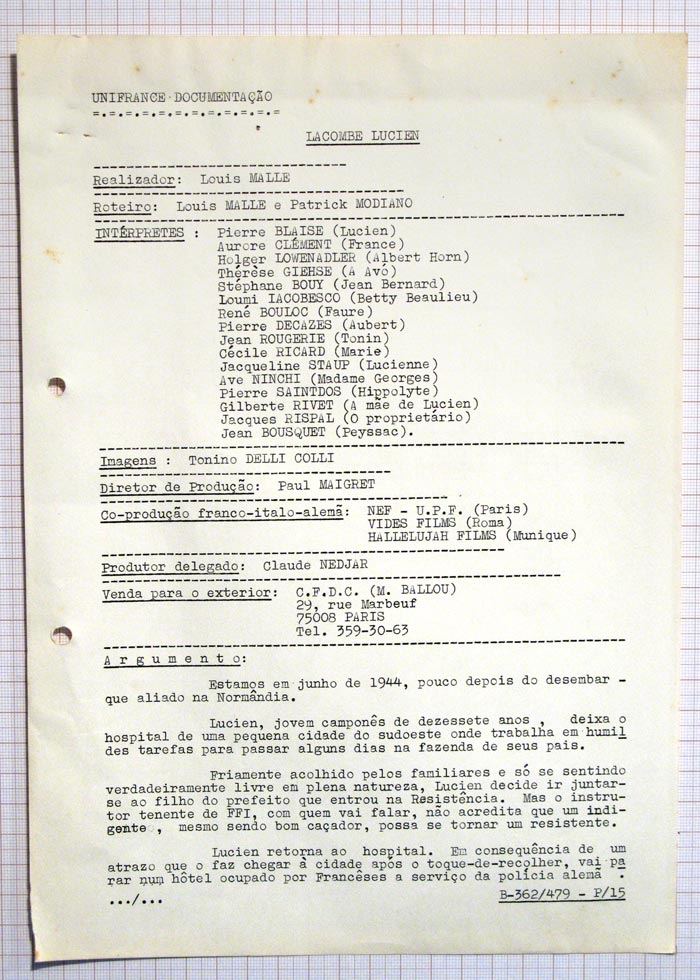 UNIFRANCE DOCUMENTAÇÃO
=.=.=.=.=.=.=.=.=.=.=.=
LACOMBE LUCIEN
Realizador: Louis MALLE
Roteiro: Louis MALLE e Patrick MODIANO
INTÉRPRETES : Pierre BLAISE (Lucien)
Aurore CLÉMENT (France)
Holger LOWENADLER (Albert Horn)
Thérèse GIEHSE (A Avó)
Stéphane BOUY (Jean Bernard)
Loumi IACOBESCO (Betty Beaulieu)
René BOULOC (Faure)
Pierre DECAZES (Aubert)
Jean ROUGERIE (Tonin)
Cécile RICARD (Marie)
Jacqueline STAUP (Lucienne)
Ave NINCHI (Madame Georges)
Pierre SAINTDOS (Hippolyte)
Gilberte RIVET (A mãe de Lucien)
Jacques RISPAL (O proprietário)
Jean BOUSQUET (Peyssac).
Imagens : Tonino DELLI COLLI
Diretor de Produção: Paul MAIGRET
Co-produção franco-italo-alemã: NEF - U.P.F. (Paris)
VIDES FILMS (Roma)
HALLELUJAH FILMS (Munique)
Produtor delegado: Claude NEDJAR
Venda para o exterior: C.F.D.C. (M. BALLOU)
29, rue Marbeuf
75008 PARIS
Tel. 359-30-63
A r g u m e n t o:
Estamos em junho de 1944, pouco depois do desembar -
que aliado na Normândia.
Lucien, jovem camponês de dezessete anos , deixa o
hospital de uma pequena cidade do sudoeste onde trabalha em humil
des tarefas para passar alguns dias na fazenda de seus pais.
Friamente acolhido pelos familiares e só se sentindo
verdadeiramente livre em plena natureza, Lucien decide ir juntar-
se ao filho do prefeito que entrou na Resistência. Mas o instru-
tor tenente de FFI, com quem vai falar, não acredita que um indi-
gente , mesmo sendo bom caçador, possa se tornar um resistente.
Lucien retorna ao hospital. Em consequência de um
atrazo que o faz chegar à cidade após o toque-de-recolher, vai pa
rar num hôtel ocupado por Francêses a serviço da polícia alemã .
.../... B-362/479 - P/15